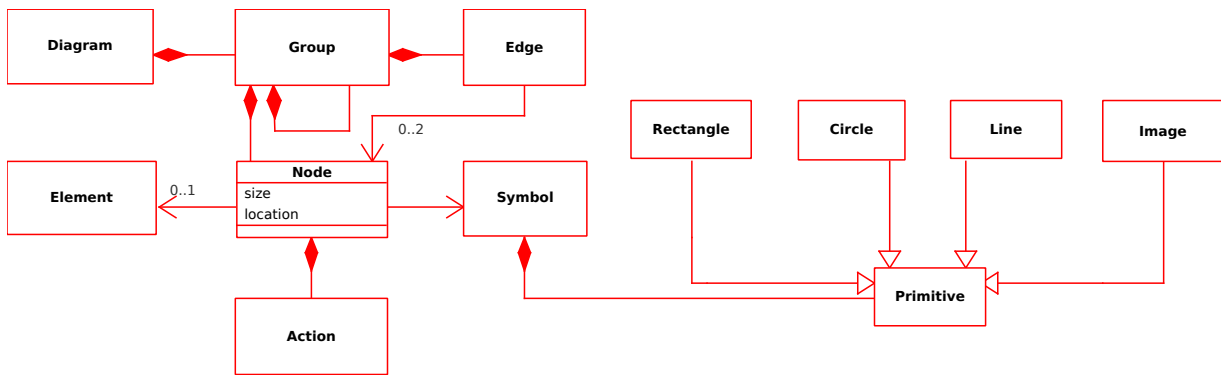 Diagram
Group
Edge
0..2
Rectangle
Circle
Line
Image
Element
0..1
Node
size
location
Symbol
Primitive
Action